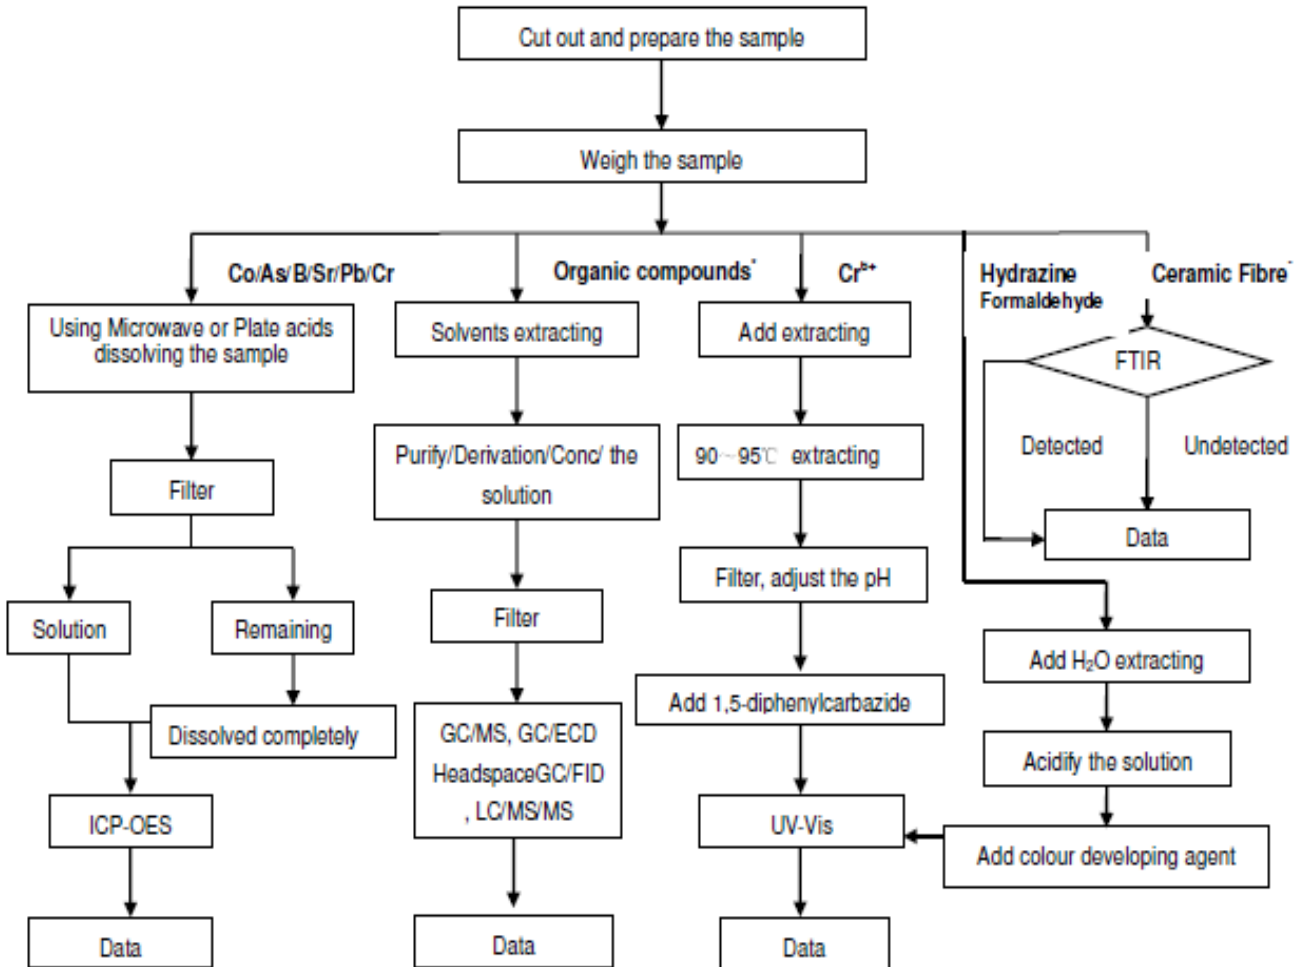 Cut out and prepare the sample
Weigh the sample
Co/As/B/Sr/Pb/Cr
Organic compounds*
Cr⁶⁺
Hydrazine
Formaldehyde
Ceramic Fibre
Using Microwave or Plate acids
dissolving the sample
Solvents extracting
Add extracting
FTIR
Detected
Undetected
Filter
Purify/Derivation/Conc/ the
solution
90~95℃ extracting
Data
Solution
Remaining
Filter
Filter, adjust the pH
Add H₂O extracting
Dissolved completely
GC/MS, GC/ECD
HeadspaceGC/FID
, LC/MS/MS
Add 1,5-diphenylcarbazide
Acidify the solution
ICP-OES
UV-Vis
Add colour developing agent
Data
Data
Data